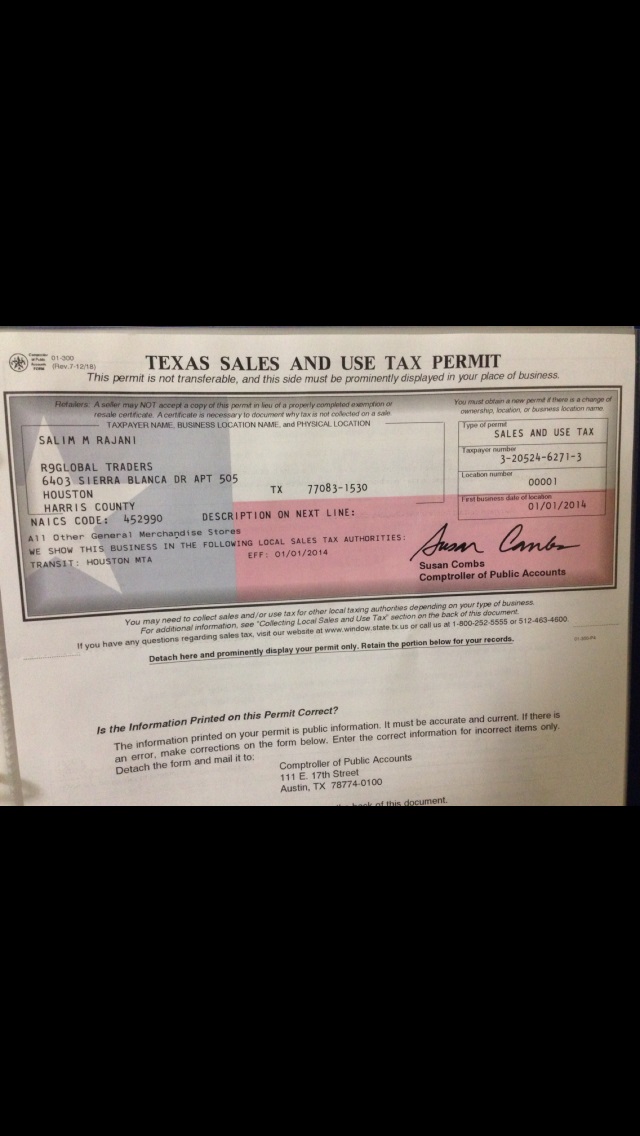 Comptroller
of Public
Accounts
FORM
01-300
(Rev.7-12/18)
TEXAS SALES AND USE TAX PERMIT
This permit is not transferable, and this side must be prominently displayed in your place of business.
Retailers: A seller may NOT accept a copy of this permit in lieu of a properly completed exemption or
resale certificate. A certificate is necessary to document why tax is not collected on a sale.
You must obtain a new permit if there is a change of
ownership, location, or business location name.
TAXPAYER NAME, BUSINESS LOCATION NAME, and PHYSICAL LOCATION
SALIM M RAJANI
R9GLOBAL TRADERS
6403 SIERRA BLANCA DR APT 505
HOUSTON TX 77083-1530
HARRIS COUNTY
Type of permit
SALES AND USE TAX
Taxpayer number
3-20524-6271-3
Location number
00001
First business date of location
01/01/2014
NAICS CODE: 452990 DESCRIPTION ON NEXT LINE:
All Other General Merchandise Stores
WE SHOW THIS BUSINESS IN THE FOLLOWING LOCAL SALES TAX AUTHORITIES:
TRANSIT: HOUSTON MTA EFF: 01/01/2014
Susan Combs
Susan Combs
Comptroller of Public Accounts
You may need to collect sales and/or use tax for other local taxing authorities depending on your type of business.
For additional information, see "Collecting Local Sales and Use Tax" section on the back of this document.
If you have any questions regarding sales tax, visit our website at www.window.state.tx.us or call us at 1-800-252-5555 or 512-463-4600.
Detach here and prominently display your permit only. Retain the portion below for your records.
Is the Information Printed on this Permit Correct?
The information printed on your permit is public information. It must be accurate and current. If there is
an error, make corrections on the form below. Enter the correct information for incorrect items only.
Detach the form and mail it to:
Comptroller of Public Accounts
111 E. 17th Street
Austin, TX 78774-0100
back of this document.